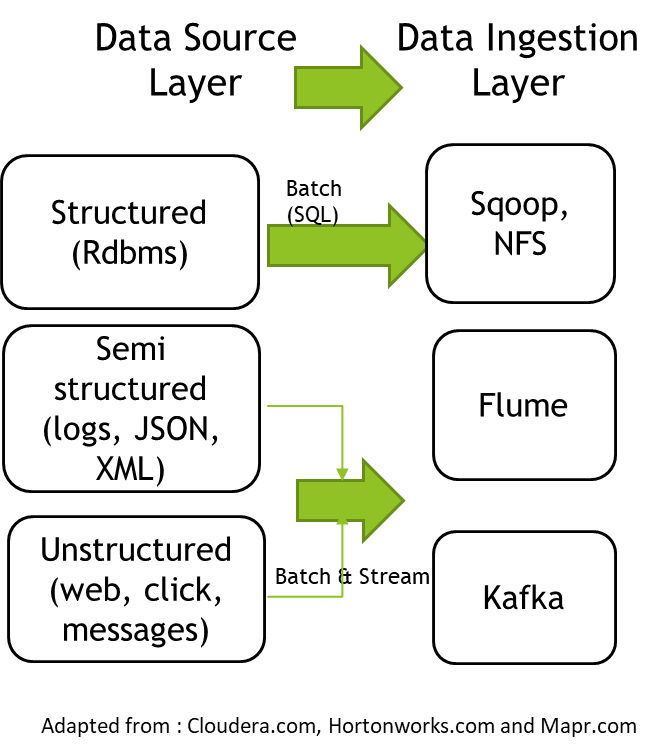 Data Source
Layer
Data Ingestion
Layer
Structured
(Rdbms)
Batch
(SQL)
Sqoop,
NFS
Semi
structured
(logs, JSON,
XML)
Flume
Unstructured
(web, click,
messages)
Batch & Stream
Kafka
Adapted from : Cloudera.com, Hortonworks.com and Mapr.com